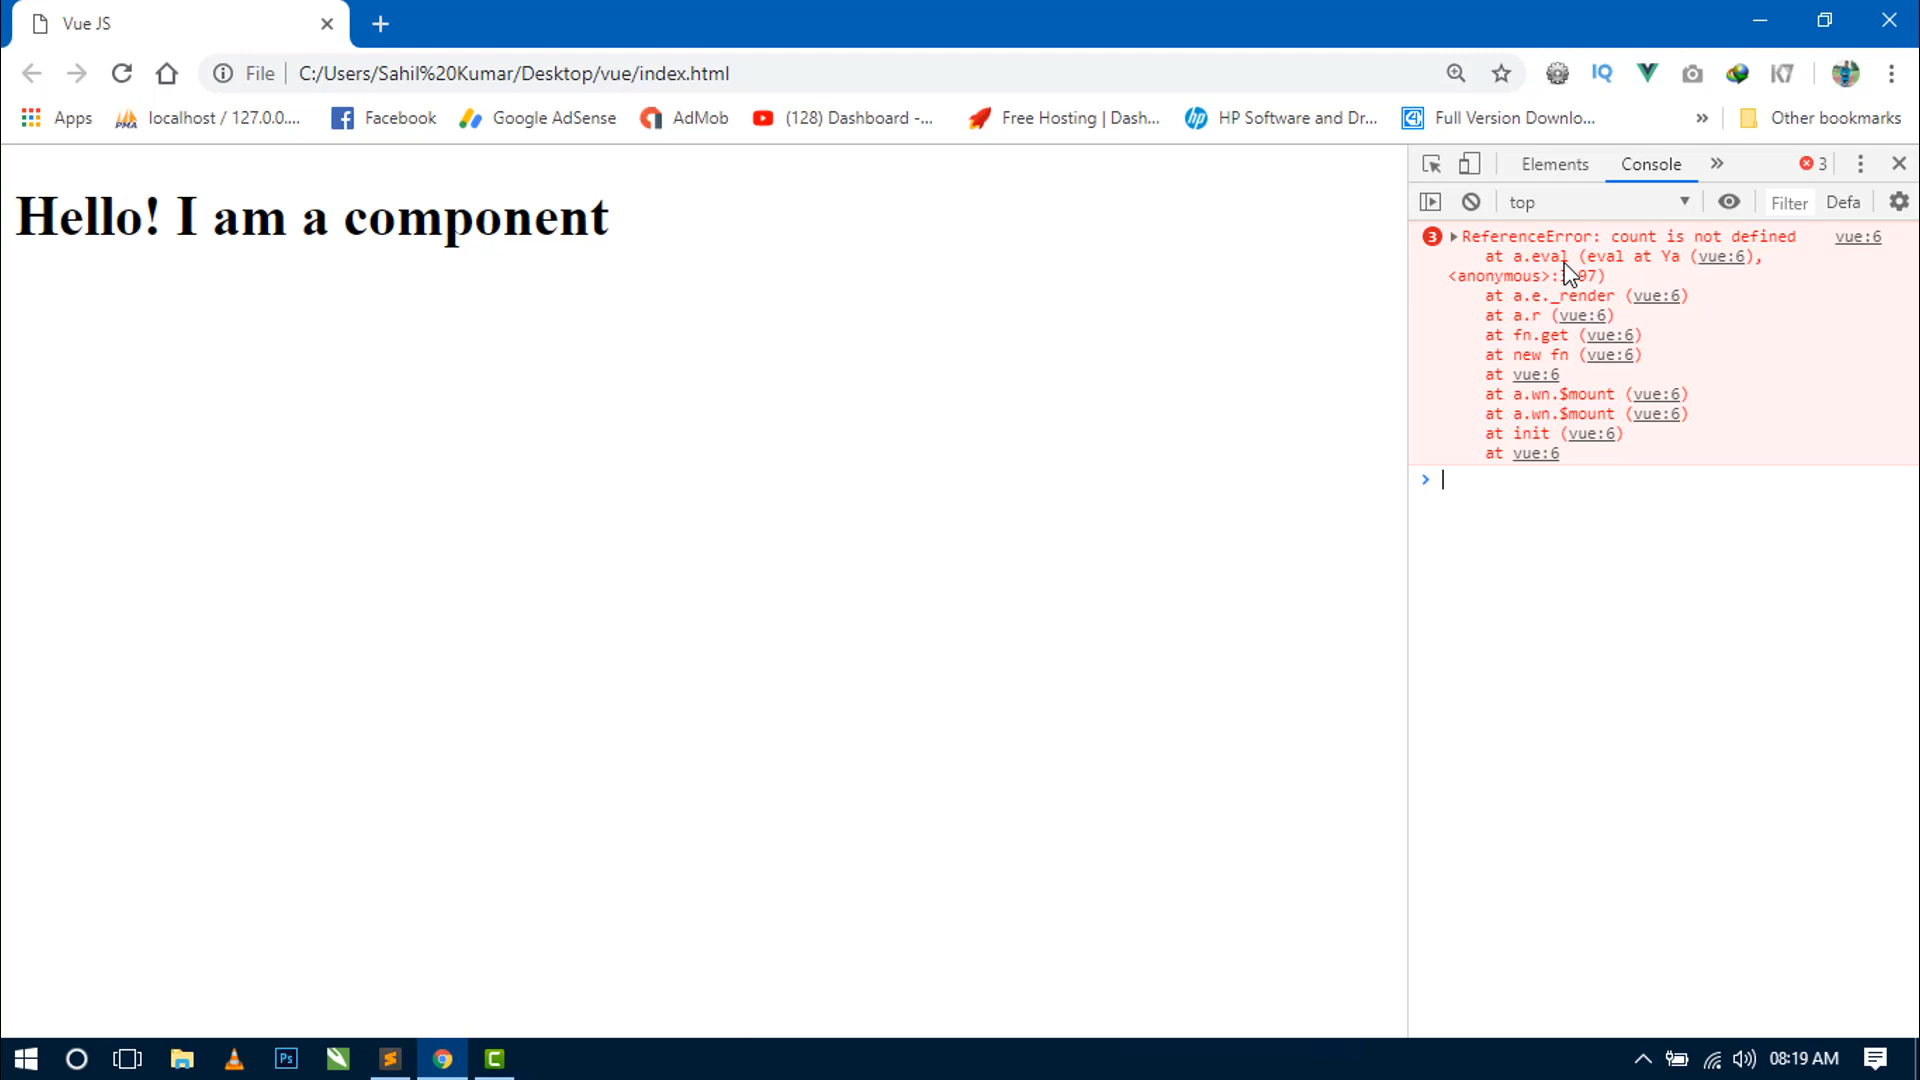 Vue JS
File C:/Users/Sahil%20Kumar/Desktop/vue/index.html
IQ
K7
Apps localhost / 127.0.0.... Facebook Google AdSense AdMob (128) Dashboard -... Free Hosting | Dash... HP Software and Dr... Full Version Downlo... » Other bookmarks
Elements Console » 3
top Filter Defa
Hello! I am a component
3 ReferenceError: count is not defined vue:6
at a.eval (eval at Ya (vue:6),
<anonymous>: 97)
at a.e._render (vue:6)
at a.r (vue:6)
at fn.get (vue:6)
at new fn (vue:6)
at vue:6
at a.wn.$mount (vue:6)
at a.wn.$mount (vue:6)
at init (vue:6)
at vue:6
Ps
08:19 AM